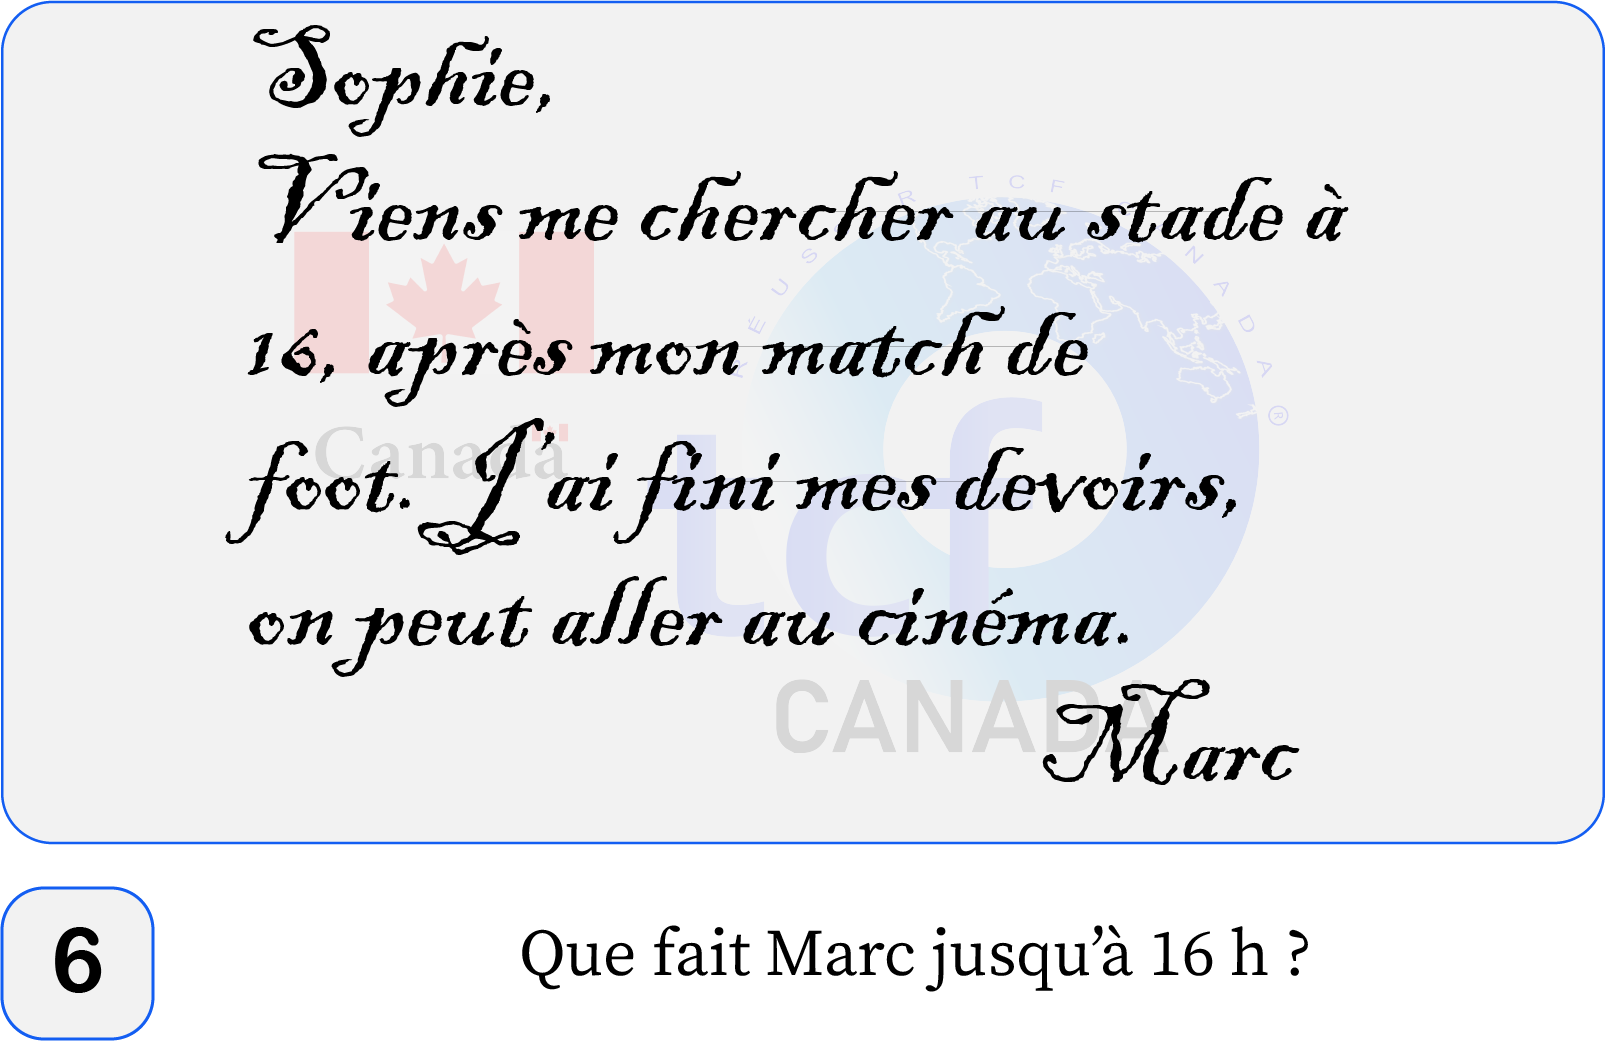 Sophie,
Viens me chercher au stade à
16, après mon match de
foot. J'ai fini mes devoirs,
on peut aller au cinéma.
Marc
Canada
RÉUSSIR TCF CANADA®
tcf
CANADA
6
Que fait Marc jusqu’à 16 h ?